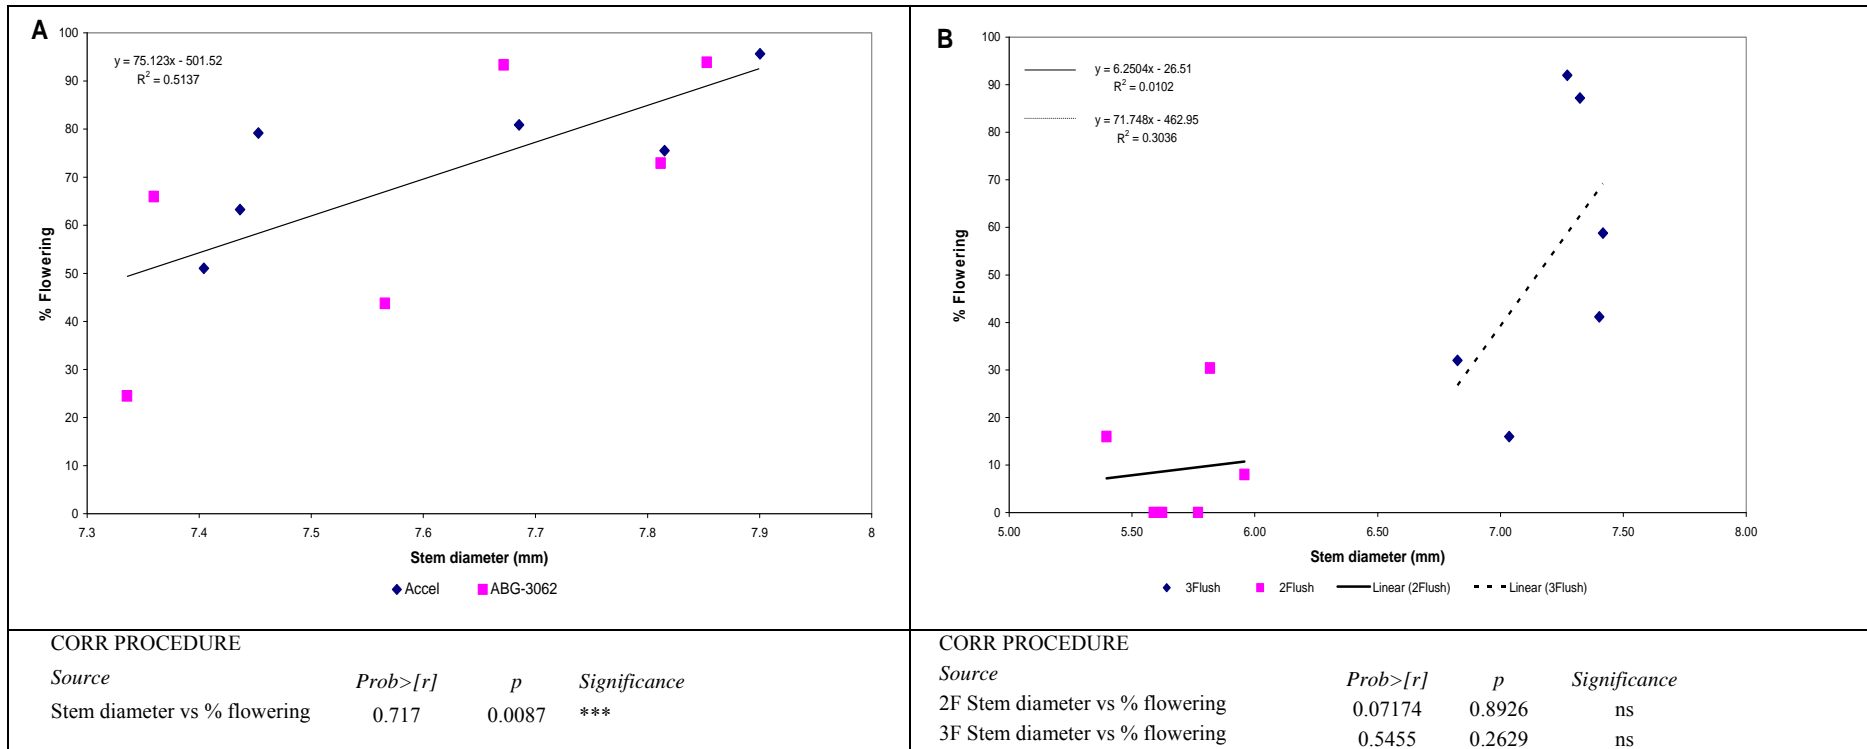 A
y = 75.123x - 501.52
R² = 0.5137
100
90
80
70
60
50
40
30
20
10
0
% Flowering
7.3 7.4 7.5 7.6 7.7 7.8 7.9 8
Stem diameter (mm)
Accel ABG-3062
B
y = 6.2504x - 26.51
R² = 0.0102
y = 71.748x - 462.95
R² = 0.3036
100
90
80
70
60
50
40
30
20
10
0
% Flowering
5.00 5.50 6.00 6.50 7.00 7.50 8.00
Stem diameter (mm)
3Flush 2Flush Linear (2Flush) Linear (3Flush)
CORR PROCEDURE
Source Prob>[r] p Significance
Stem diameter vs % flowering 0.717 0.0087 ***
CORR PROCEDURE
Source Prob>[r] p Significance
2F Stem diameter vs % flowering 0.07174 0.8926 ns
3F Stem diameter vs % flowering 0.5455 0.2629 ns